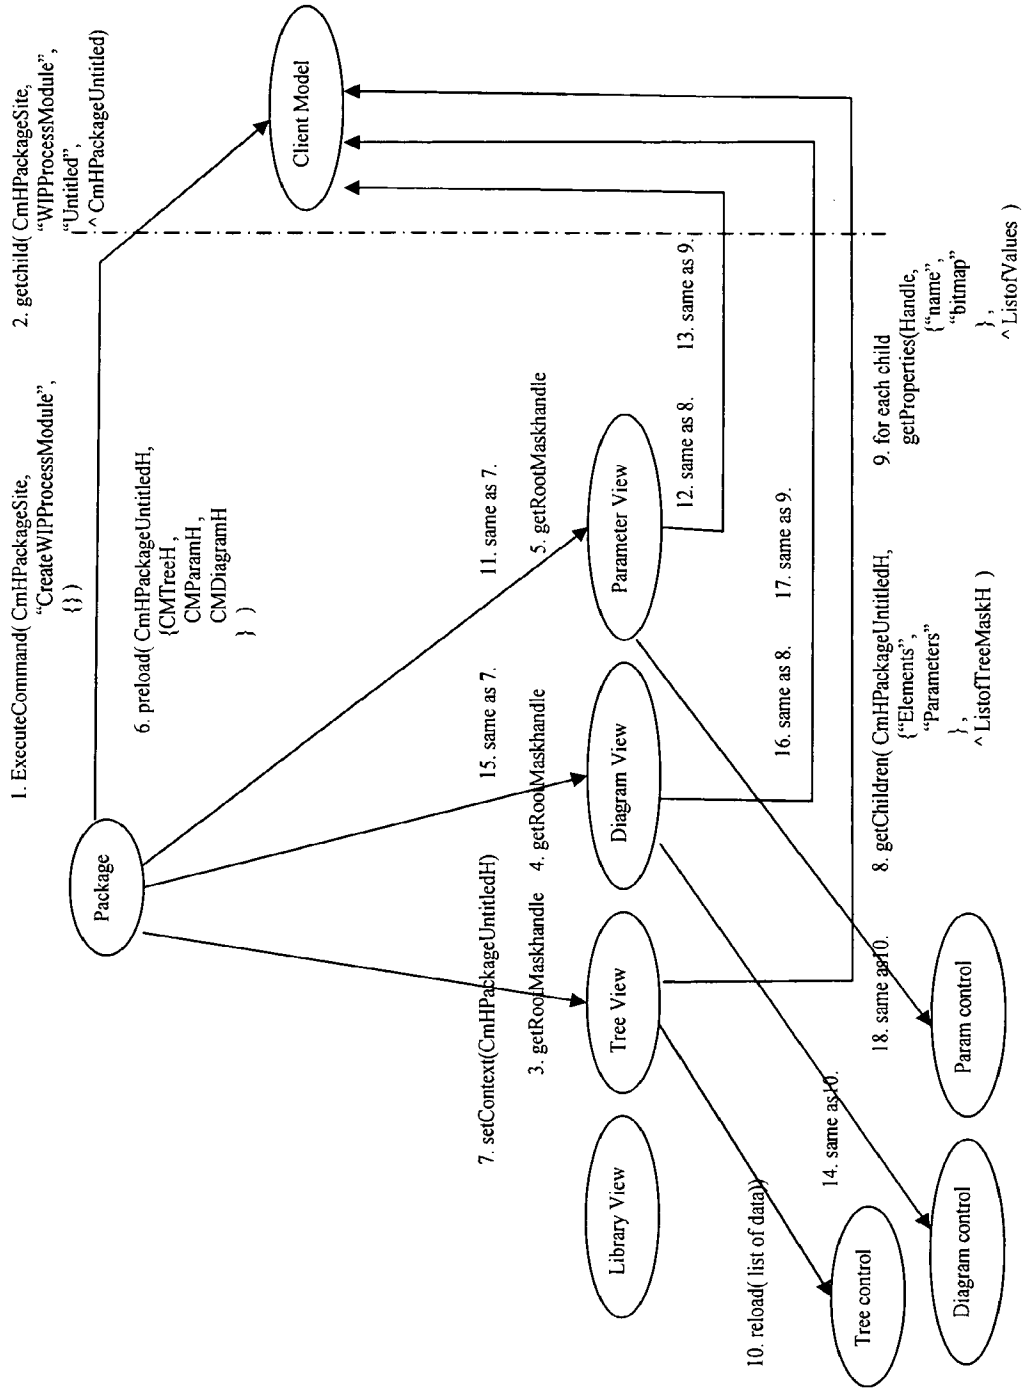 1. ExecuteCommand( CmHPackageSite,
“CreateWIPProcessModule”,
{} )
2. getchild( CmHPackageSite,
“WIPProcessModule”,
“Untitled”,
^ CmHPackageUntitled)
Package
6. preload( CmHPackageUntitledH,
{CMTreeH ,
CMParamH ,
CMDiagramH
} )
Client Model
7. setContext(CmHPackageUntitledH)
15. same as 7.
11. same as 7.
3. getRootMaskhandle
4. getRootMaskhandle
5. getRootMaskhandle
Library View
Tree View
Diagram View
Parameter View
12. same as 8.
13. same as 9.
10. reload( list of data))
16. same as 8.
17. same as 9.
14. same as10.
Tree control
18. same as10.
8. getChildren( CmHPackageUntitledH,
{“Elements”,
“Parameters”
},
^ ListofTreeMaskH )
9. for each child
getProperties(Handle,
{“name”,
“bitmap”
},
^ ListofValues )
Diagram control
Param control